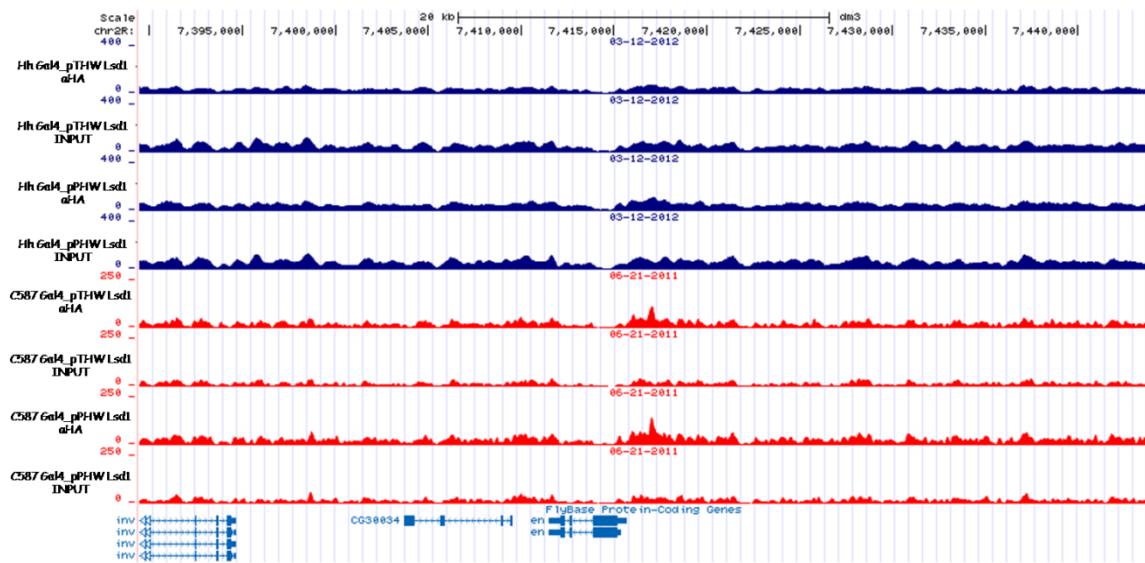 Scale 20 kb dm3
chr2R: 7,395,000 7,400,000 7,405,000 7,410,000 7,415,000 7,420,000 7,425,000 7,430,000 7,435,000 7,440,000
400 _ 03-12-2012
Hh Gal4_pTHW Lsd1
aHA
0 _
400 _ 03-12-2012
Hh Gal4_pTHW Lsd1
INPUT
0 _
400 _ 03-12-2012
Hh Gal4_pPHW Lsd1
aHA
0 _
400 _ 03-12-2012
Hh Gal4_pPHW Lsd1
INPUT
0 _
250 _ 06-21-2011
C587 Gal4_pTHW Lsd1
aHA
0 _
250 _ 06-21-2011
C587 Gal4_pTHW Lsd1
INPUT
0 _
250 _ 06-21-2011
C587 Gal4_pPHW Lsd1
aHA
0 _
250 _ 06-21-2011
C587 Gal4_pPHW Lsd1
INPUT
0 _
FlyBase Protein-Coding Genes
inv CG30034 en
inv en
inv
inv